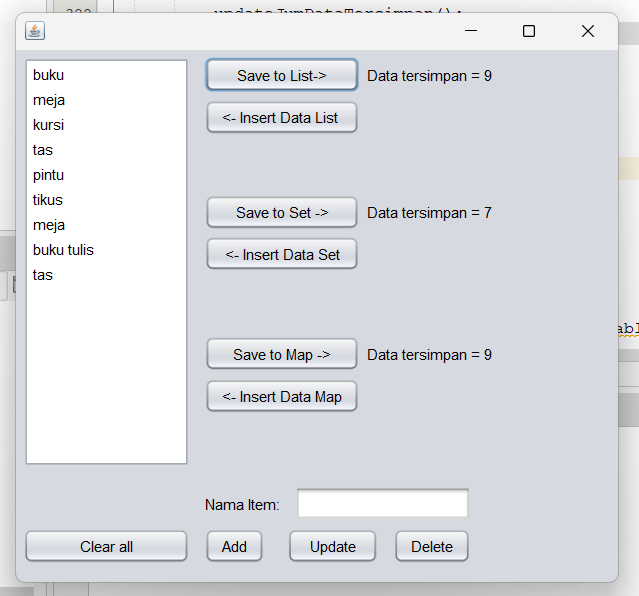 updateJumDataTersimpan();
buku
meja
kursi
tas
pintu
tikus
meja
buku tulis
tas
Save to List->
Data tersimpan = 9
<- Insert Data List
Save to Set ->
Data tersimpan = 7
<- Insert Data Set
Save to Map ->
Data tersimpan = 9
<- Insert Data Map
Nama Item:
Clear all
Add
Update
Delete